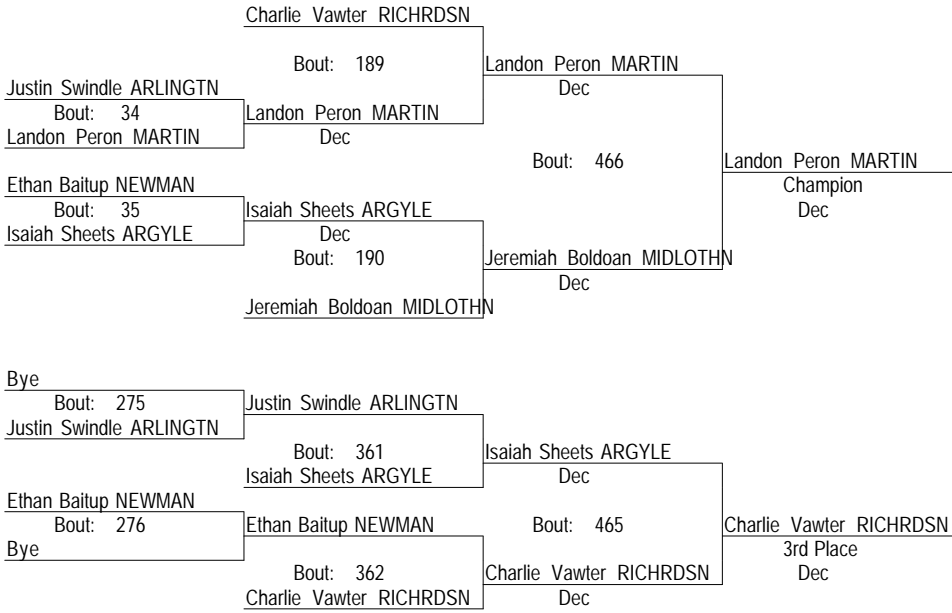 Charlie Vawter RICHRDSN
Bout: 189
Landon Peron MARTIN
Dec
Justin Swindle ARLINGTN
Bout: 34
Landon Peron MARTIN
Dec
Landon Peron MARTIN
Bout: 466
Landon Peron MARTIN
Champion
Dec
Ethan Baitup NEWMAN
Bout: 35
Isaiah Sheets ARGYLE
Dec
Isaiah Sheets ARGYLE
Bout: 190
Jeremiah Boldoan MIDLOTHN
Dec
Jeremiah Boldoan MIDLOTHN
Bye
Bout: 275
Justin Swindle ARLINGTN
Justin Swindle ARLINGTN
Bout: 361
Isaiah Sheets ARGYLE
Dec
Isaiah Sheets ARGYLE
Ethan Baitup NEWMAN
Bout: 276
Ethan Baitup NEWMAN
Bye
Bout: 465
Charlie Vawter RICHRDSN
3rd Place
Dec
Bout: 362
Charlie Vawter RICHRDSN
Dec
Charlie Vawter RICHRDSN